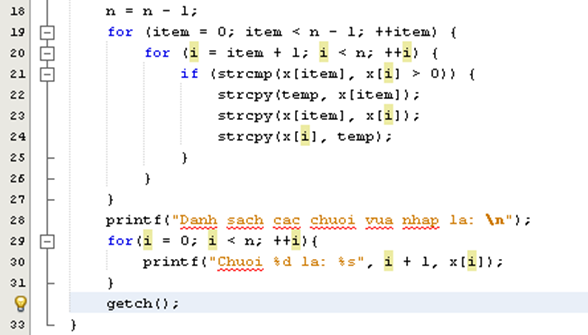 18 n = n - 1;
19 for (item = 0; item < n - 1; ++item) {
20 for (i = item + 1; i < n; ++i) {
21 if (strcmp(x[item], x[i] > 0)) {
22 strcpy(temp, x[item]);
23 strcpy(x[item], x[i]);
24 strcpy(x[i], temp);
25 }
26 }
27 }
28 printf("Danh sach cac chuoi vua nhap la: \n");
29 for(i = 0; i < n; ++i){
30 printf("Chuoi %d la: %s", i + 1, x[i]);
31 }
getch();
33 }